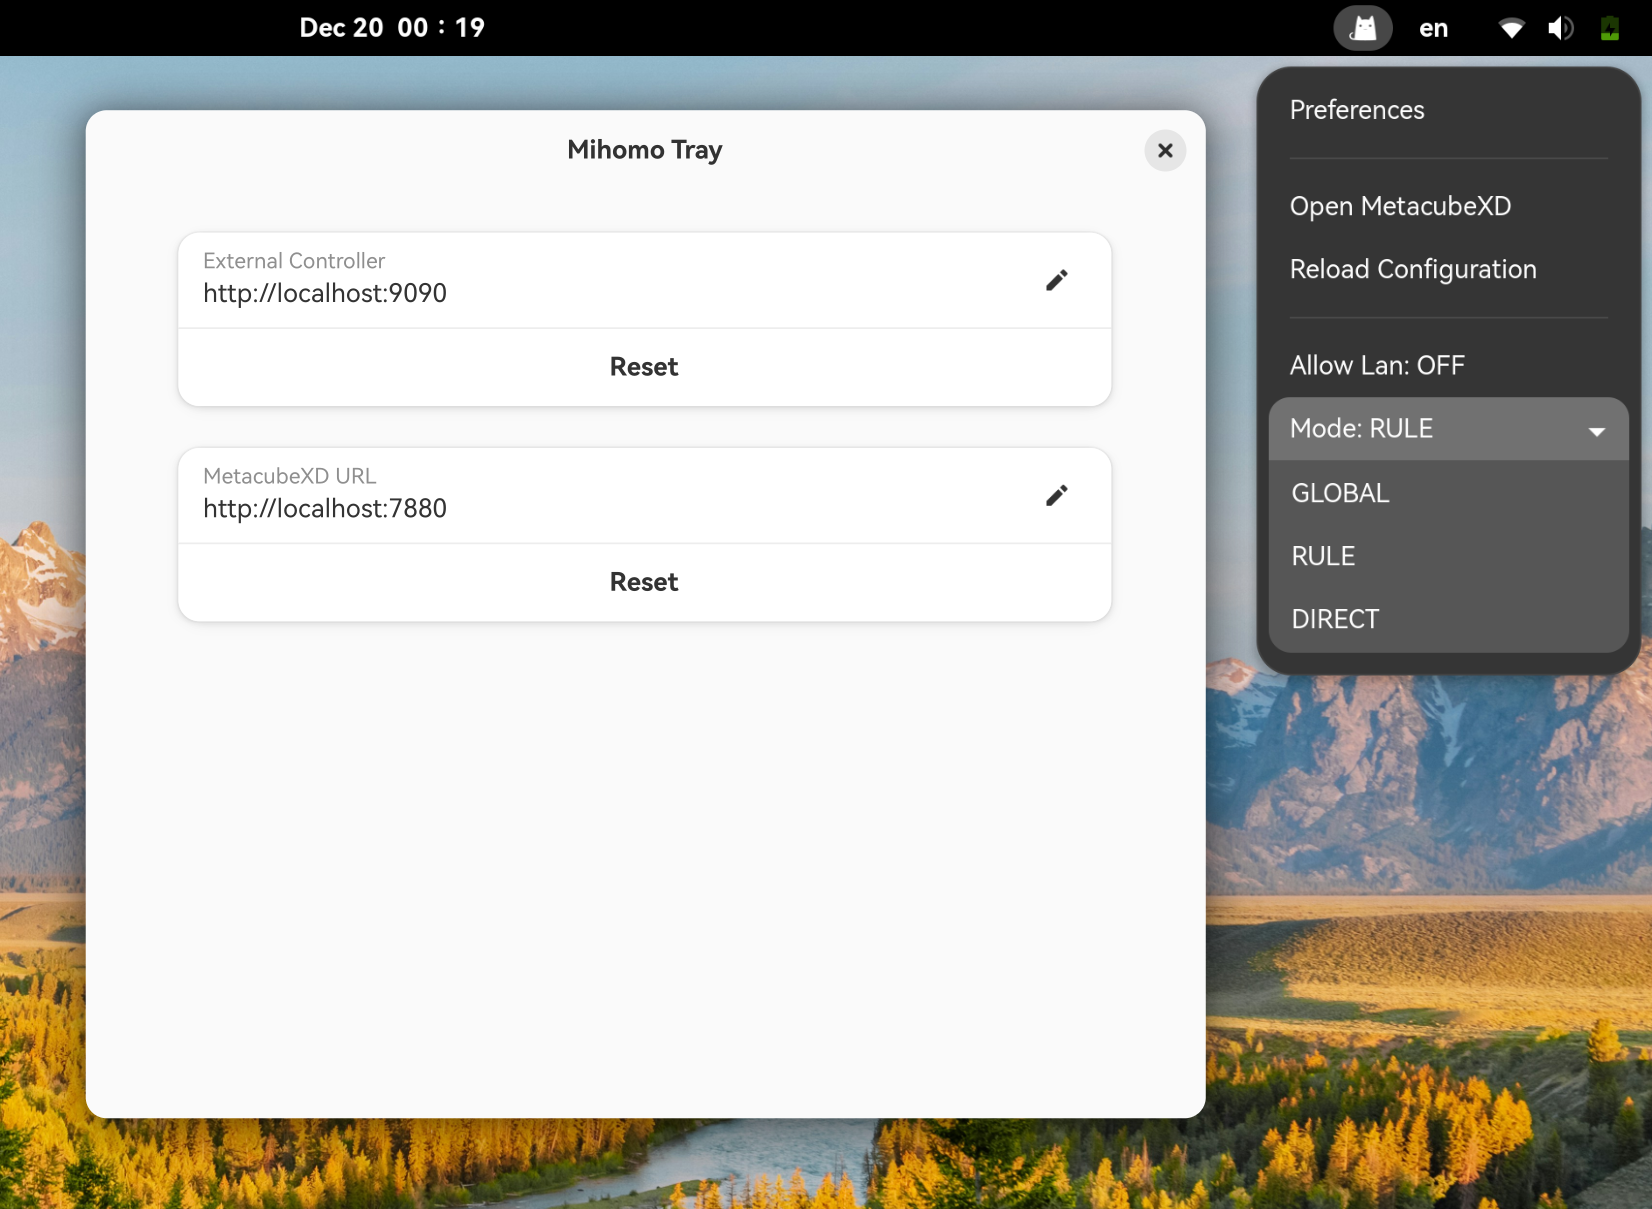 Dec 20 00 : 19
en
Mihomo Tray
External Controller
http://localhost:9090
Reset
MetacubeXD URL
http://localhost:7880
Reset
Preferences
Open MetacubeXD
Reload Configuration
Allow Lan: OFF
Mode: RULE
GLOBAL
RULE
DIRECT